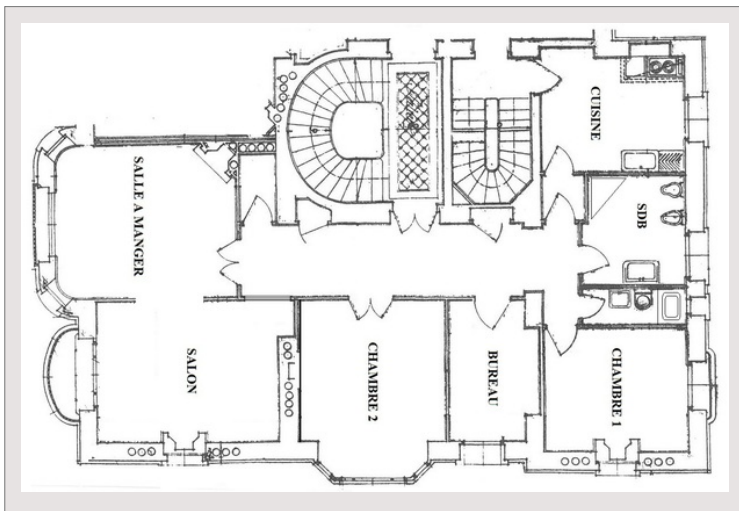 CUISINE
SALLE A MANGER
SDB
SALON
CHAMBRE 2
BUREAU
CHAMBRE 1